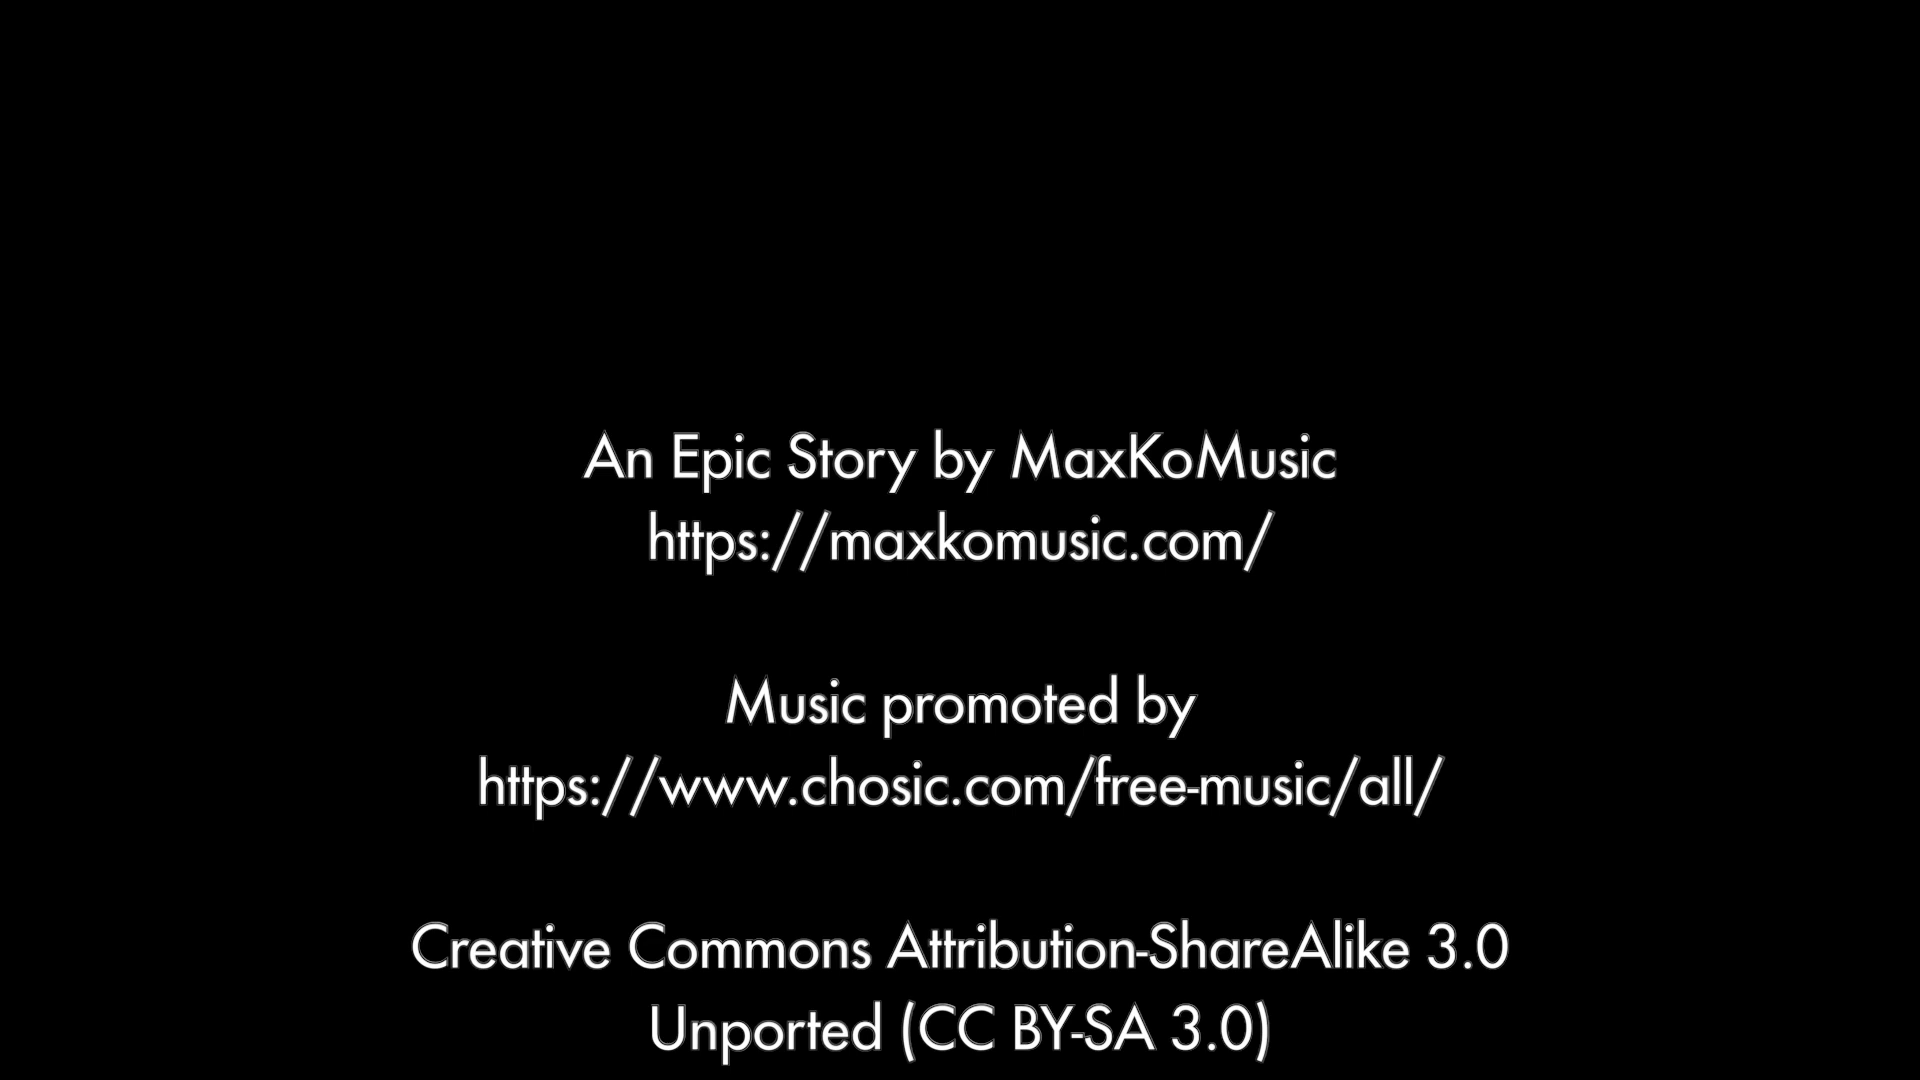 An Epic Story by MaxKoMusic
https://maxkomusic.com/
Music promoted by
https://www.chosic.com/free-music/all/
Creative Commons Attribution-ShareAlike 3.0
Unported (CC BY-SA 3.0)